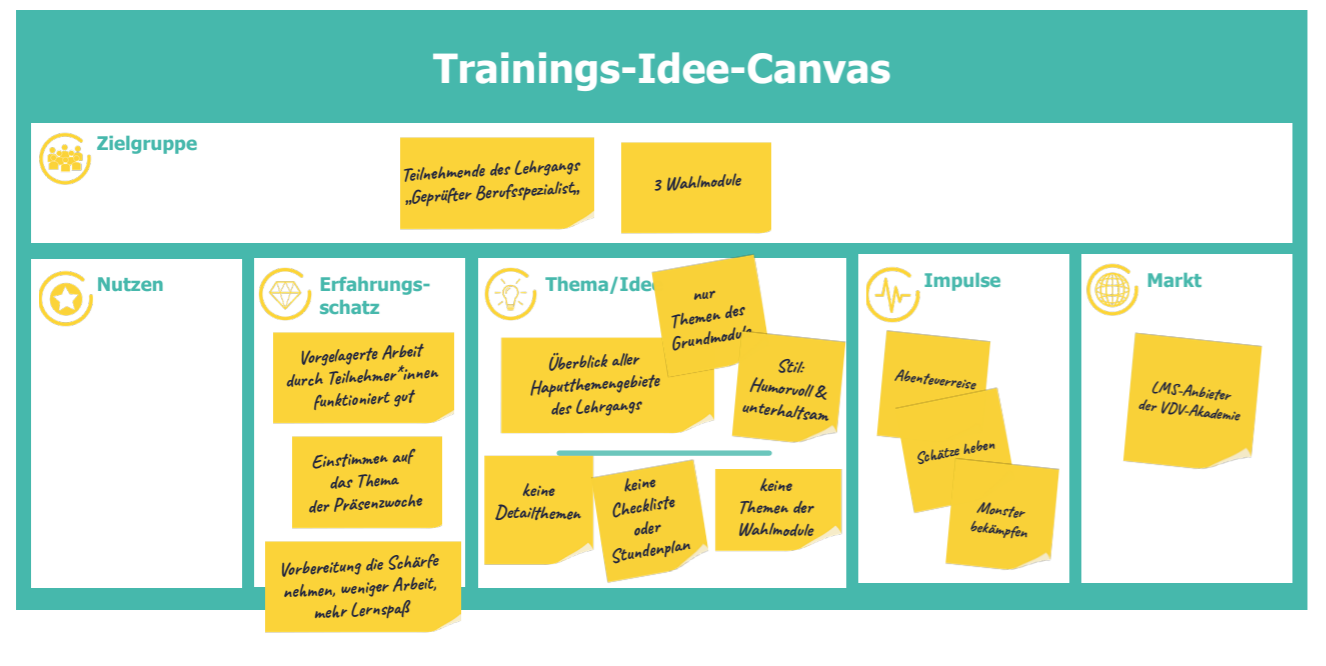 Trainings-Idee-Canvas
Zielgruppe
Teilnehmende des Lehrgangs
„Geprüfter Berufsspezialist„
3 Wahlmodule
Nutzen
Erfahrungs-
schatz
Vorgelagerte Arbeit
durch Teilnehmer*innen
funktioniert gut
Einstimmen auf
das Thema
der Präsenzwoche
Vorbereitung die Schärfe
nehmen, weniger Arbeit,
mehr Lernspaß
Thema/Idee
nur
Themen des
Grundmoduls
Überblick aller
Haputthemengebiete
des Lehrgangs
Stil:
Humorvoll &
unterhaltsam
keine
Detailthemen
keine
Checkliste
oder
Stundenplan
keine
Themen der
Wahlmodule
Impulse
Abenteuerreise
Schätze heben
Monster
bekämpfen
Markt
LMS-Anbieter
der VDV-Akademie